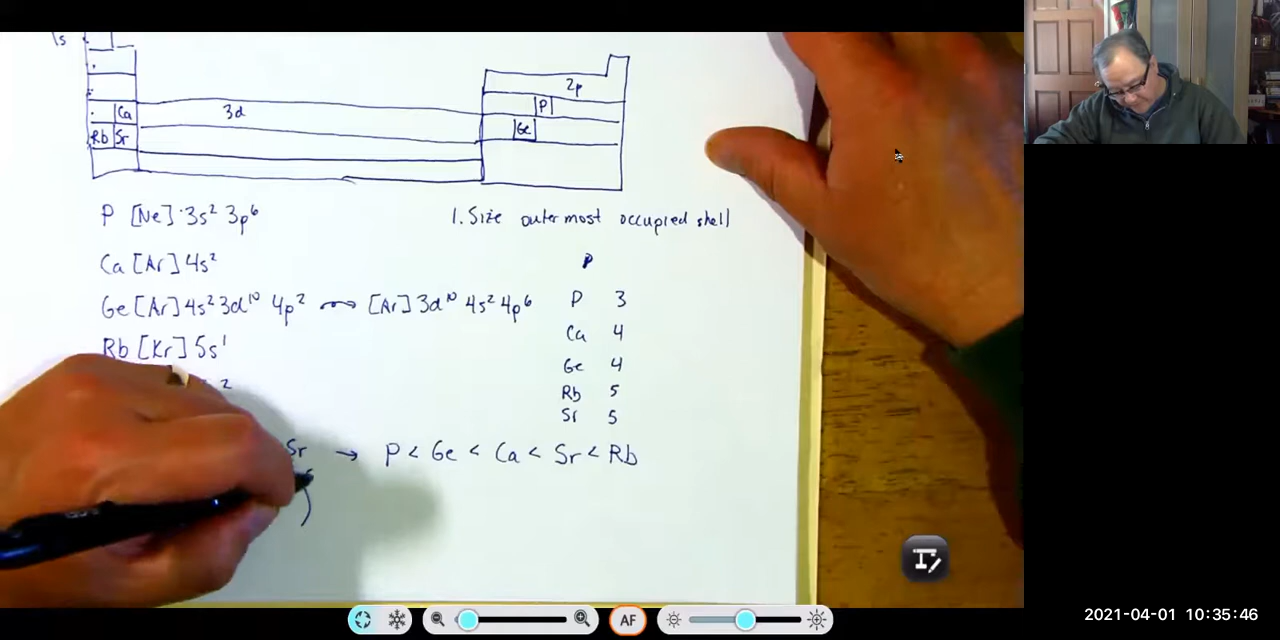 1s
2p
Ca 3d P
Rb Sr Ge
P [Ne] 3s² 3p⁶
1. Size outermost occupied shell
Ca [Ar] 4s²
P
Ge [Ar] 4s² 3d¹⁰ 4p² ⟿ [Ar] 3d¹⁰ 4s² 4p⁶
P 3
Ca 4
Rb [Kr] 5s¹
Ge 4
2
Rb 5
Sr 5
Sr → P < Ge < Ca < Sr < Rb
AF
2021-04-01 10:35:46